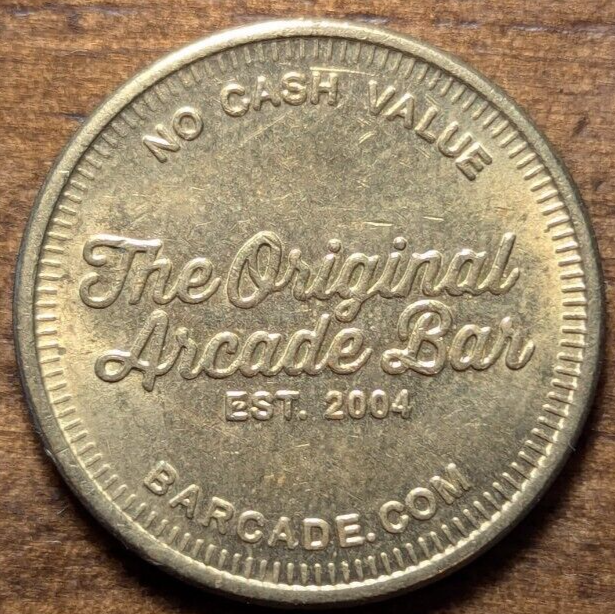 NO CASH VALUE
The Original
Arcade Bar
EST. 2004
BARCADE.COM